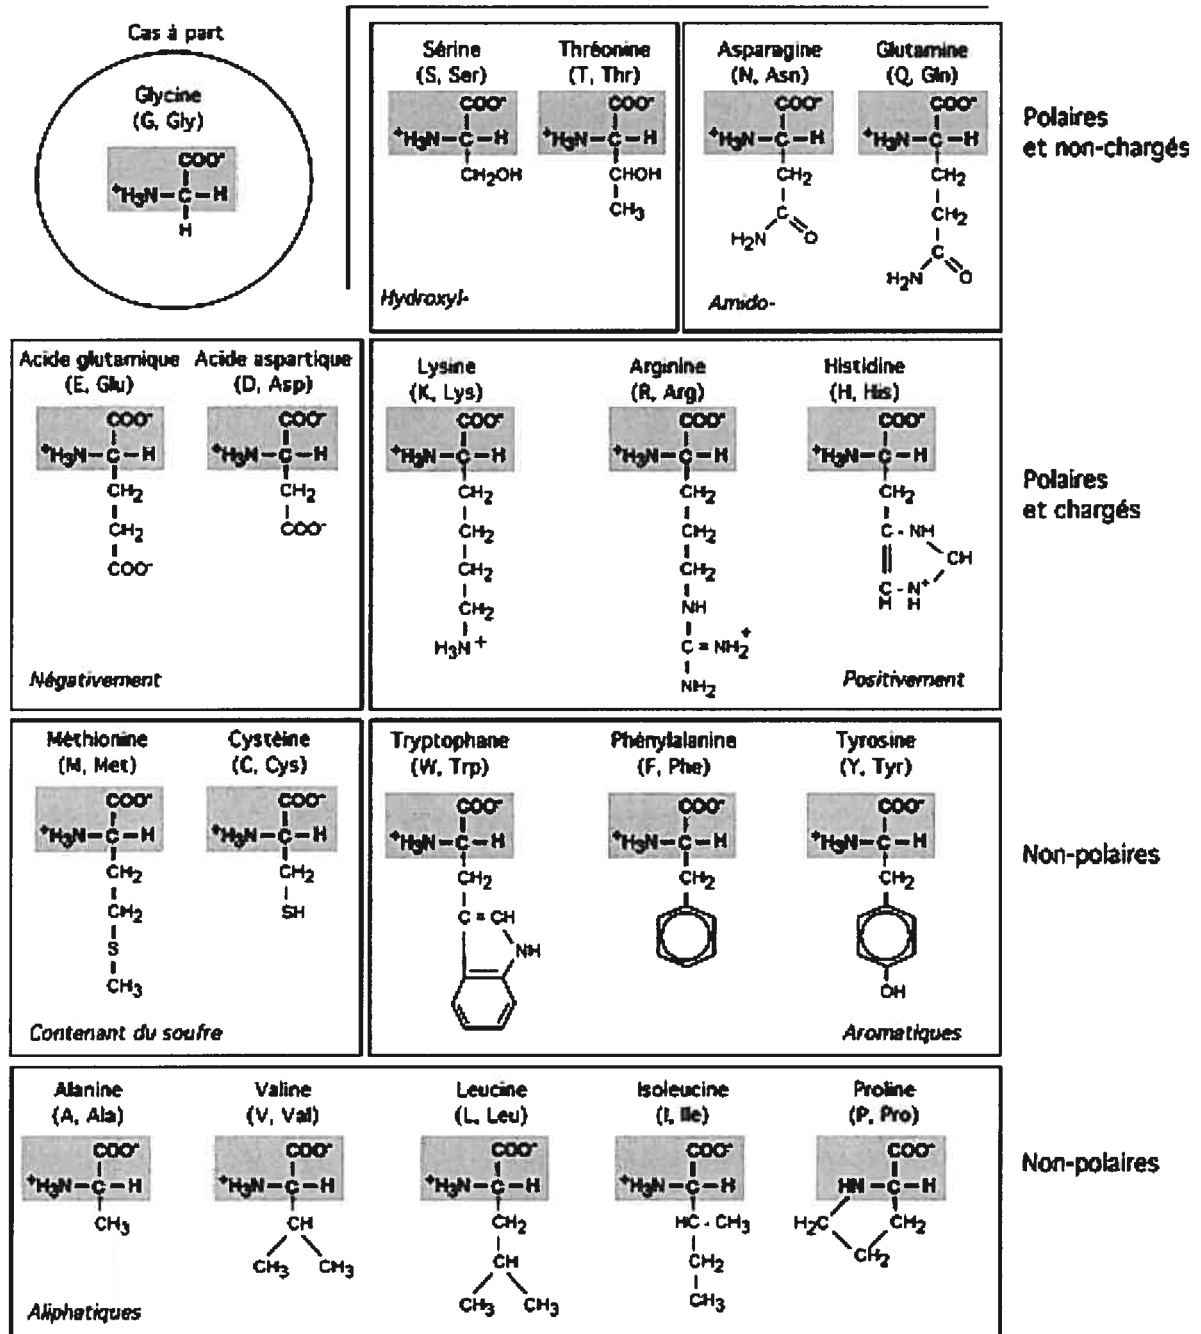 Cas à part
Glycine
(G, Gly)
COO⁻
⁺H₃N–C–H
H
Sérine
(S, Ser)
COO⁻
⁺H₃N–C–H
CH₂OH
Thréonine
(T, Thr)
COO⁻
⁺H₃N–C–H
CHOH
CH₃
Hydroxyl-
Asparagine
(N, Asn)
COO⁻
⁺H₃N–C–H
CH₂
C
H₂N O
Glutamine
(Q, Gln)
COO⁻
⁺H₃N–C–H
CH₂
CH₂
C
H₂N O
Amido-
Polaires
et non-chargés
Acide glutamique
(E, Glu)
COO⁻
⁺H₃N–C–H
CH₂
CH₂
COO⁻
Acide aspartique
(D, Asp)
COO⁻
⁺H₃N–C–H
CH₂
COO⁻
Négativement
Lysine
(K, Lys)
COO⁻
⁺H₃N–C–H
CH₂
CH₂
CH₂
CH₂
H₃N⁺
Arginine
(R, Arg)
COO⁻
⁺H₃N–C–H
CH₂
CH₂
CH₂
NH
C=NH₂⁺
NH₂
Histidine
(H, His)
COO⁻
⁺H₃N–C–H
CH₂
C-NH
CH
C-N⁺
H H
Positivement
Polaires
et chargés
Méthionine
(M, Met)
COO⁻
⁺H₃N–C–H
CH₂
CH₂
S
CH₃
Cystéine
(C, Cys)
COO⁻
⁺H₃N–C–H
CH₂
SH
Contenant du soufre
Tryptophane
(W, Trp)
COO⁻
⁺H₃N–C–H
CH₂
C=CH
NH
Phénylalanine
(F, Phe)
COO⁻
⁺H₃N–C–H
CH₂
Tyrosine
(Y, Tyr)
COO⁻
⁺H₃N–C–H
CH₂
OH
Aromatiques
Non-polaires
Alanine
(A, Ala)
COO⁻
⁺H₃N–C–H
CH₃
Valine
(V, Val)
COO⁻
⁺H₃N–C–H
CH
CH₃ CH₃
Leucine
(L, Leu)
COO⁻
⁺H₃N–C–H
CH₂
CH
CH₃ CH₃
Isoleucine
(I, Ile)
COO⁻
⁺H₃N–C–H
HC-CH₃
CH₂
CH₃
Proline
(P, Pro)
COO⁻
HN–C–H
H₂C CH₂
CH₂
Aliphatiques
Non-polaires